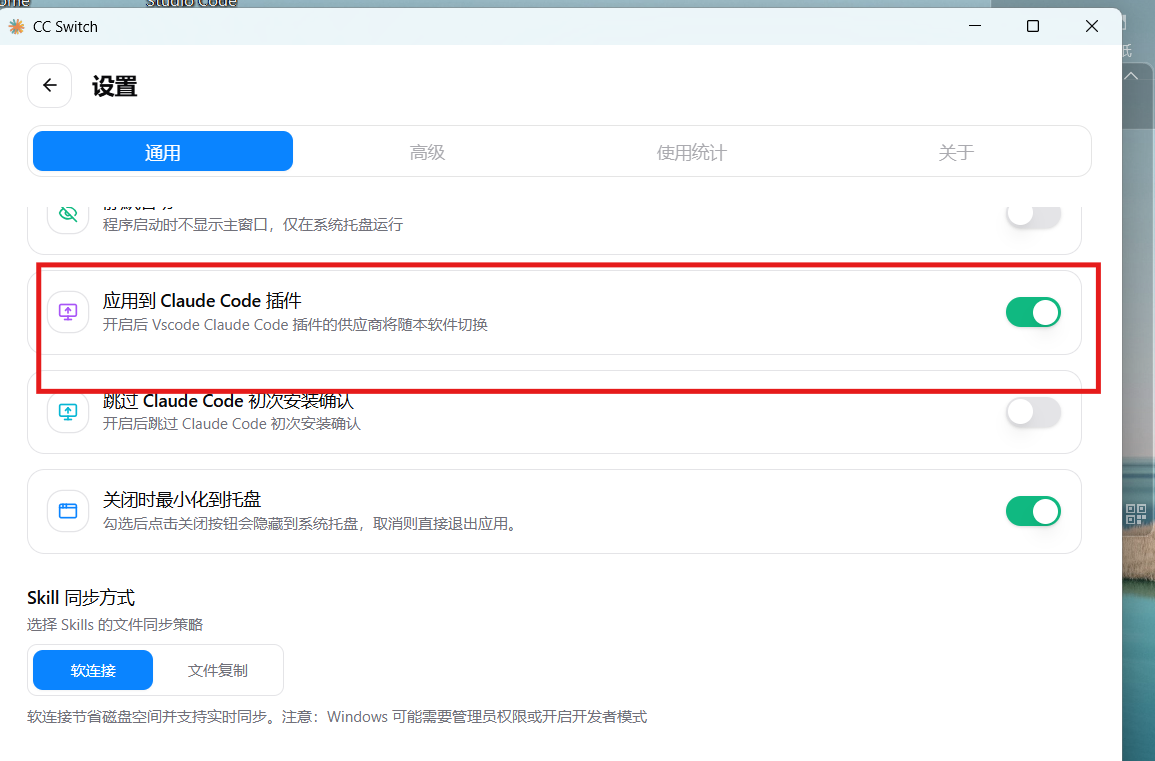 Studio Code
CC Switch
设置
通用
高级
使用统计
关于
程序启动时不显示主窗口，仅在系统托盘运行
应用到 Claude Code 插件
开启后 Vscode Claude Code 插件的供应商将随本软件切换
跳过 Claude Code 初次安装确认
开启后跳过 Claude Code 初次安装确认
关闭时最小化到托盘
勾选后点击关闭按钮会隐藏到系统托盘，取消则直接退出应用。
Skill 同步方式
选择 Skills 的文件同步策略
软连接
文件复制
软连接节省磁盘空间并支持实时同步。注意：Windows 可能需要管理员权限或开启开发者模式